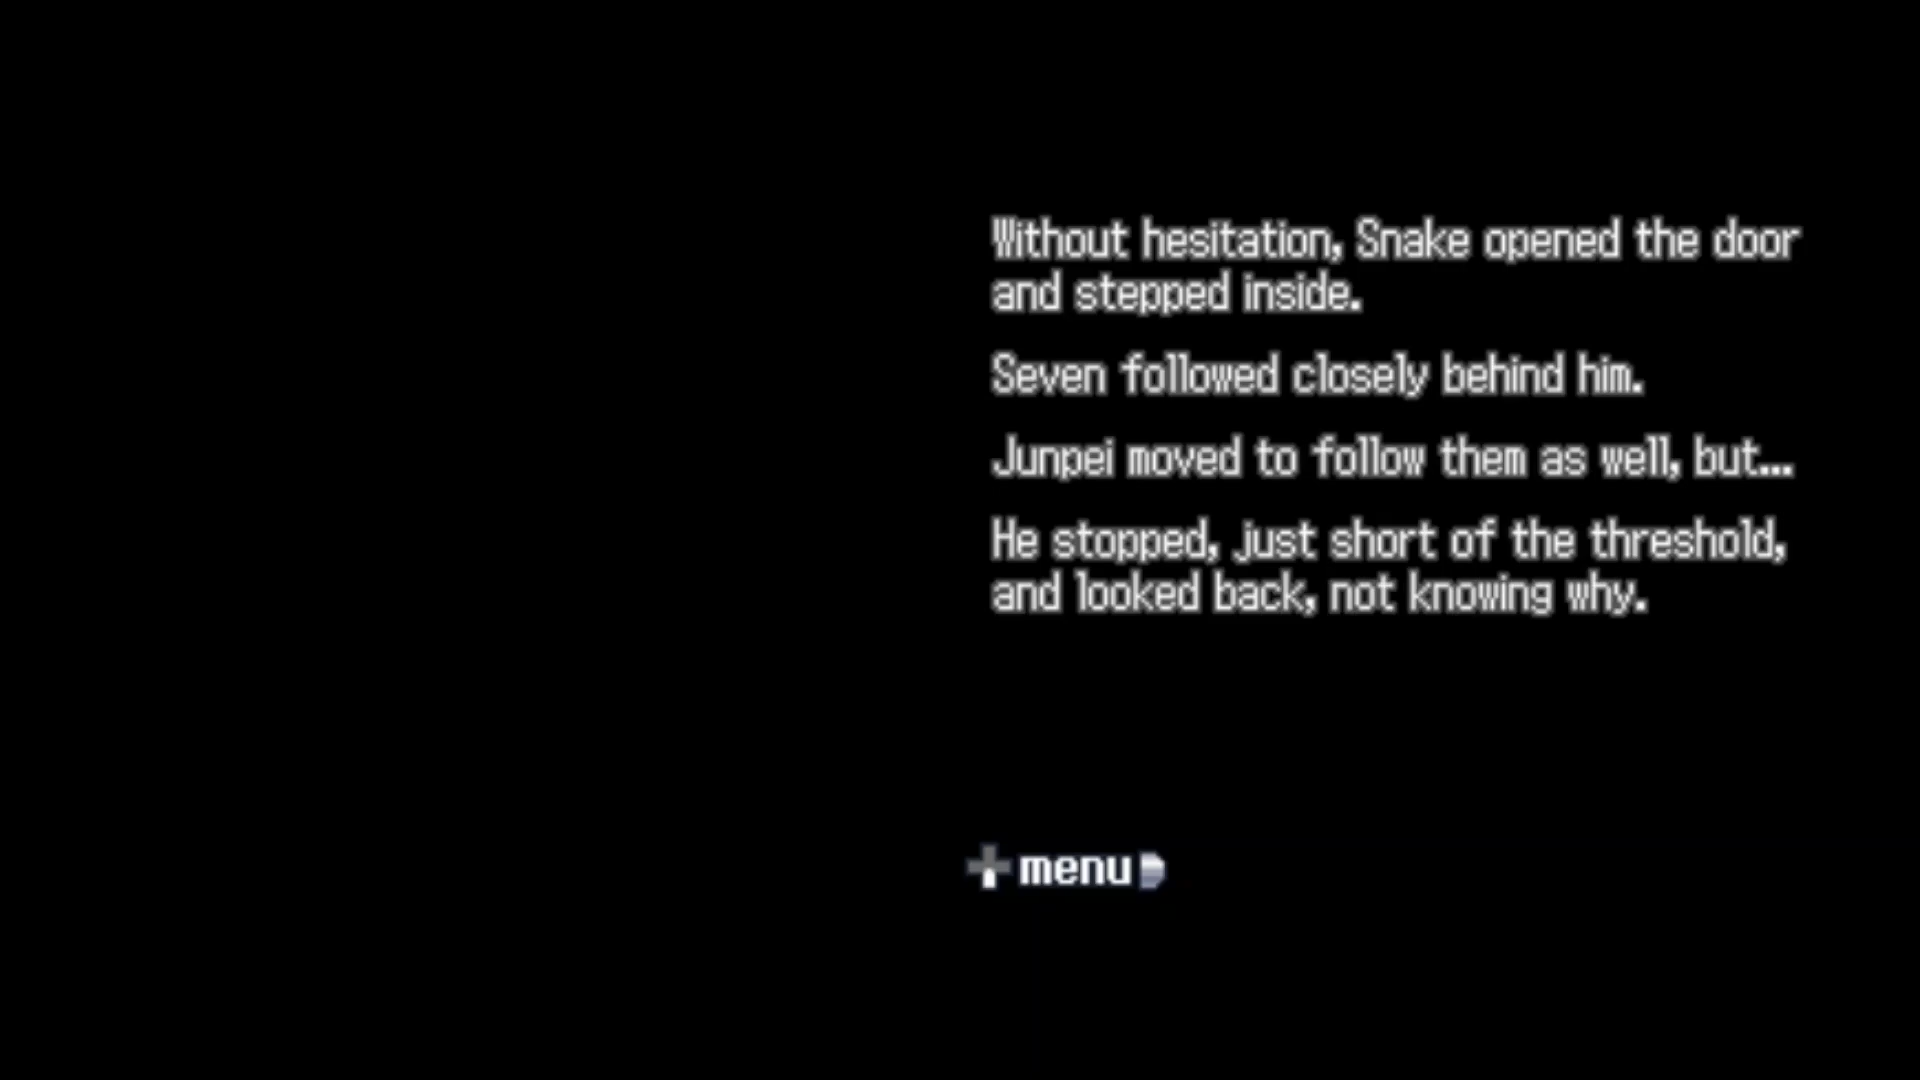 Without hesitation, Snake opened the door
and stepped inside.
Seven followed closely behind him.
Junpei moved to follow them as well, but...
He stopped, just short of the threshold,
and looked back, not knowing why.
menu